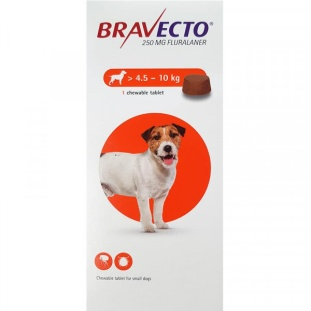 BRAVECTO®
250 MG FLURALANER
> 4.5 – 10 kg
1 chewable tablet
Chewable tablet for small dogs